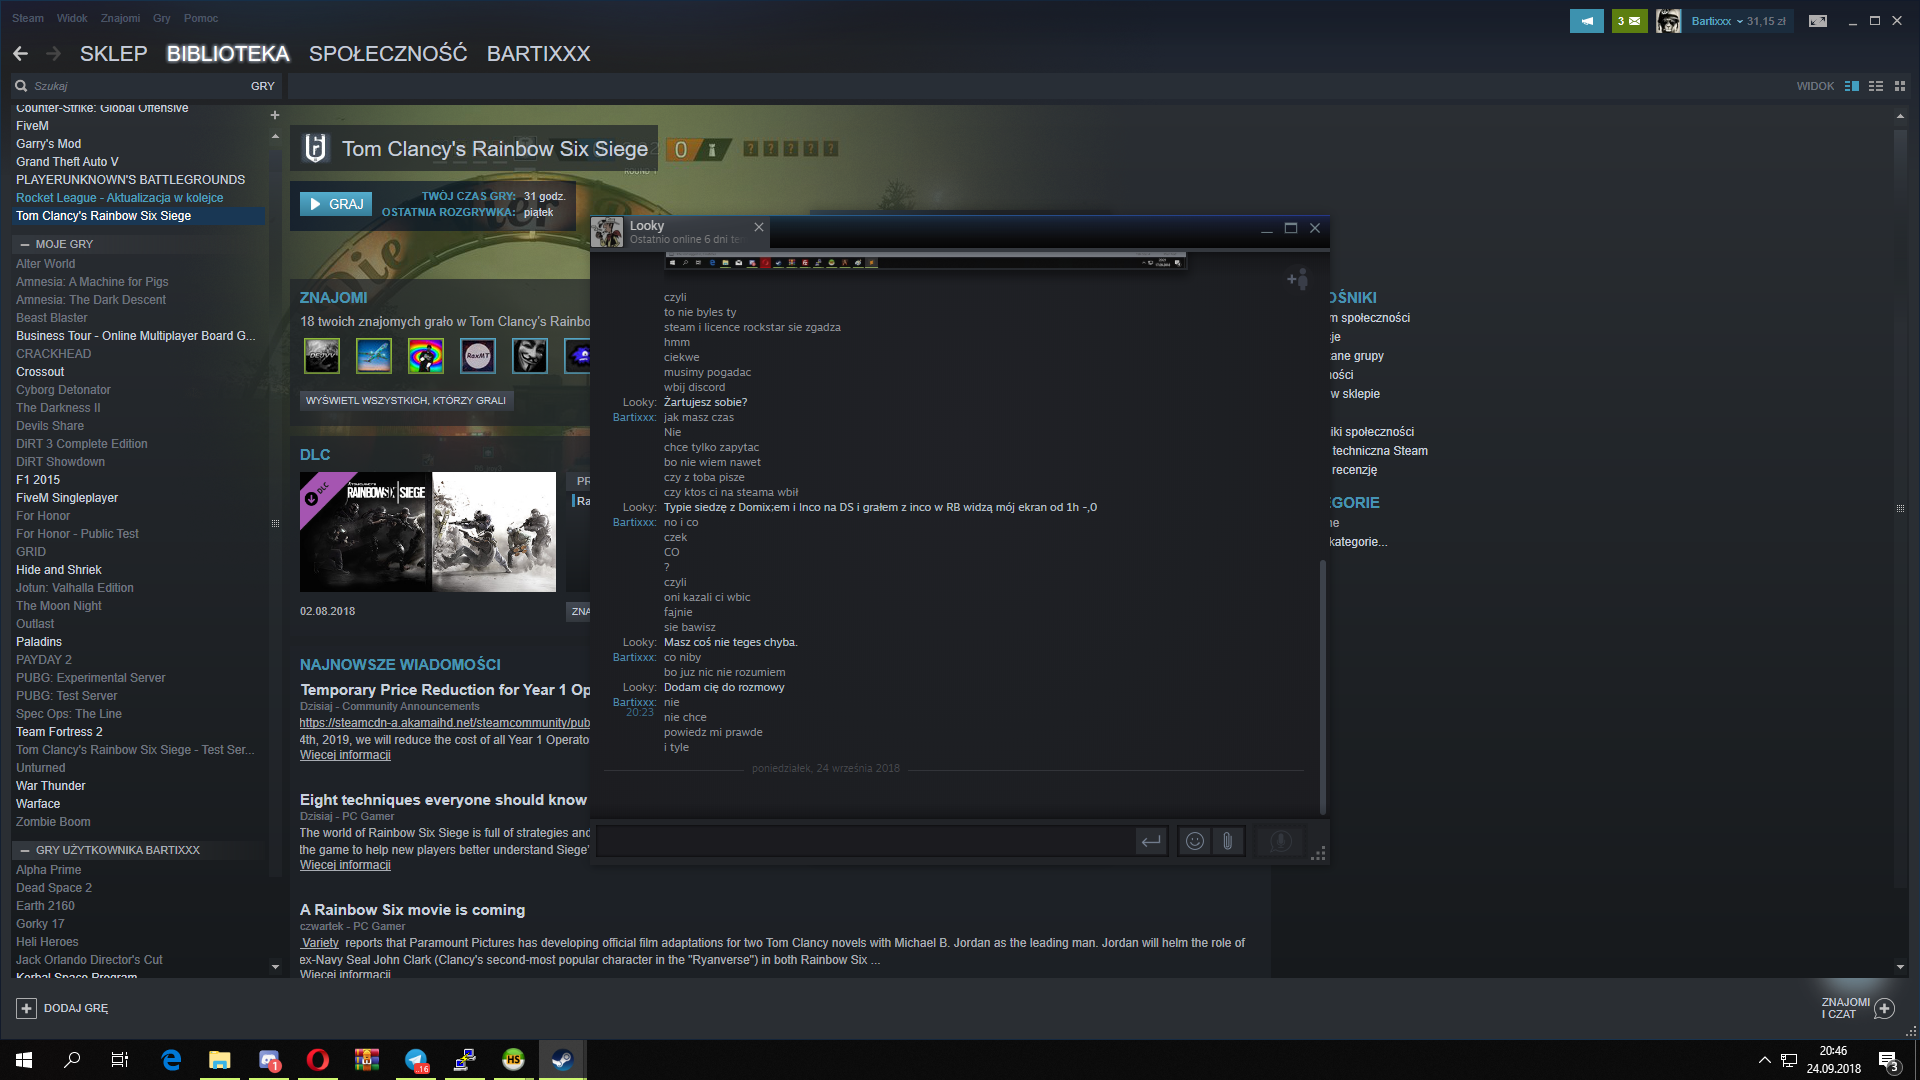 Steam Widok Znajomi Gry Pomoc
3
Bartixxx 31,15 zł
SKLEP BIBLIOTEKA SPOŁECZNOŚĆ BARTIXXX
Szukaj
GRY
WIDOK
Counter-Strike: Global Offensive
FiveM
Garry's Mod
Grand Theft Auto V
PLAYERUNKNOWN'S BATTLEGROUNDS
Rocket League - Aktualizacja w kolejce
Tom Clancy's Rainbow Six Siege
— MOJE GRY
Alter World
Amnesia: A Machine for Pigs
Amnesia: The Dark Descent
Beast Blaster
Business Tour - Online Multiplayer Board G...
CRACKHEAD
Crossout
Cyborg Detonator
The Darkness II
Devils Share
DiRT 3 Complete Edition
DiRT Showdown
F1 2015
FiveM Singleplayer
For Honor
For Honor - Public Test
GRID
Hide and Shriek
Jotun: Valhalla Edition
The Moon Night
Outlast
Paladins
PAYDAY 2
PUBG: Experimental Server
PUBG: Test Server
Spec Ops: The Line
Team Fortress 2
Tom Clancy's Rainbow Six Siege - Test Ser...
Unturned
War Thunder
Warface
Zombie Boom
— GRY UŻYTKOWNIKA BARTIXXX
Alpha Prime
Dead Space 2
Earth 2160
Gorky 17
Heli Heroes
Jack Orlando Director's Cut
Kerbal Space Program
Tom Clancy's Rainbow Six Siege
0
? ? ? ? ?
GRAJ
TWÓJ CZAS GRY: 31 godz.
OSTATNIA ROZGRYWKA: piątek
Die
ZNAJOMI
18 twoich znajomych grało w Tom Clancy's Rainbo
RaxMT
WYŚWIETL WSZYSTKICH, KTÓRZY GRALI
DLC
DLC
RAINBOW SIX SIEGE
02.08.2018
PR
Ra
ZNA
NAJNOWSZE WIADOMOŚCI
Temporary Price Reduction for Year 1 Op
Dzisiaj - Community Announcements
https://steamcdn-a.akamaihd.net/steamcommunity/pub
4th, 2019, we will reduce the cost of all Year 1 Operato
Więcej informacji
Eight techniques everyone should know
Dzisiaj - PC Gamer
The world of Rainbow Six Siege is full of strategies and
the game to help new players better understand Siege'
Więcej informacji
A Rainbow Six movie is coming
czwartek - PC Gamer
Variety reports that Paramount Pictures has developing official film adaptations for two Tom Clancy novels with Michael B. Jordan as the leading man. Jordan will helm the role of
ex-Navy Seal John Clark (Clancy's second-most popular character in the "Ryanverse") in both Rainbow Six ...
Więcej informacji
Looky
Ostatnio online 6 dni tem
czyli
to nie byles ty
steam i licence rockstar sie zgadza
hmm
ciekwe
musimy pogadac
wbij discord
Looky: Żartujesz sobie?
Bartixxx: jak masz czas
Nie
chce tylko zapytac
bo nie wiem nawet
czy z toba pisze
czy ktos ci na steama wbił
Looky: Typie siedzę z Domix;em i Inco na DS i grałem z inco w RB widzą mój ekran od 1h -,0
Bartixxx: no i co
czek
CO
?
czyli
oni kazali ci wbic
fajnie
sie bawisz
Looky: Masz coś nie teges chyba.
Bartixxx: co niby
bo juz nic nie rozumiem
Looky: Dodam cię do rozmowy
Bartixxx: nie
20:23
nie chce
powiedz mi prawde
i tyle
poniedziałek, 24 września 2018
OŚNIKI
m społeczności
cje
zane grupy
ności
w sklepie
iki społeczności
techniczna Steam
recenzję
GORIE
ne
kategorie...
DODAJ GRĘ
ZNAJOMI
I CZAT
1
..16
HS
20:46
24.09.2018
3